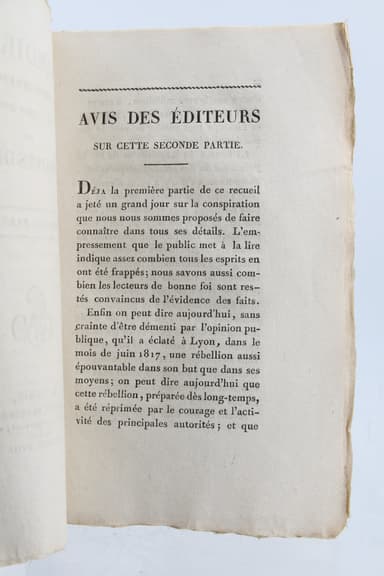 AVIS DES ÉDITEURS
SUR CETTE SECONDE PARTIE.
DÉJA la première partie de ce recueil
a jeté un grand jour sur la conspiration
que nous nous sommes proposés de faire
connaître dans tous ses détails. L'em-
pressement que le public met à la lire
indique assez combien tous les esprits en
ont été frappés; nous savons aussi com-
bien les lecteurs de bonne foi sont res-
tés convaincus de l'évidence des faits.
Enfin on peut dire aujourd'hui, sans
crainte d'être démenti par l'opinion pu-
blique, qu'il a éclaté à Lyon, dans le
mois de juin 1817, une rébellion aussi
épouvantable dans son but que dans ses
moyens; on peut dire aujourd'hui que
cette rébellion, préparée dès long-temps,
a été réprimée par le courage et l'acti-
vité des principales autorités; et que